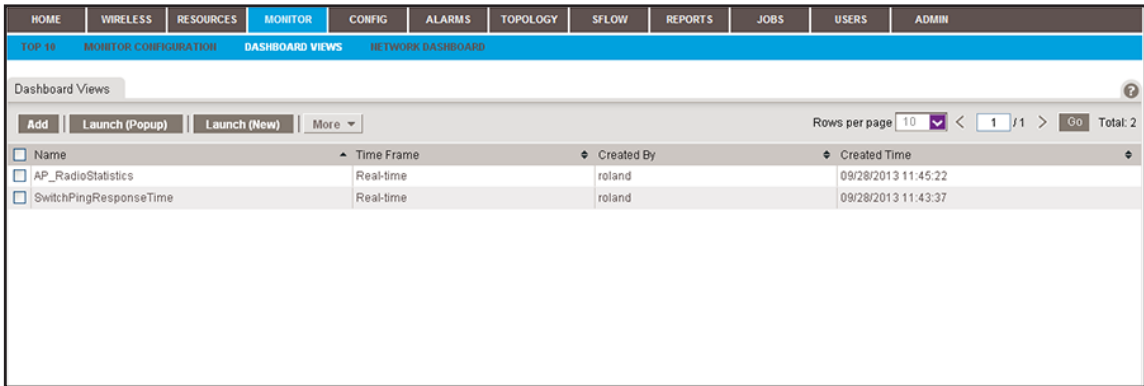 HOME WIRELESS RESOURCES MONITOR CONFIG ALARMS TOPOLOGY SFLOW REPORTS JOBS USERS ADMIN
TOP 10 MONITOR CONFIGURATION DASHBOARD VIEWS NETWORK DASHBOARD
Dashboard Views ?
Add Launch (Popup) Launch (New) More Rows per page 10 < 1 /1 > Go Total: 2
Name Time Frame Created By Created Time
AP_RadioStatistics Real-time roland 09/28/2013 11:45:22
SwitchPingResponseTime Real-time roland 09/28/2013 11:43:37